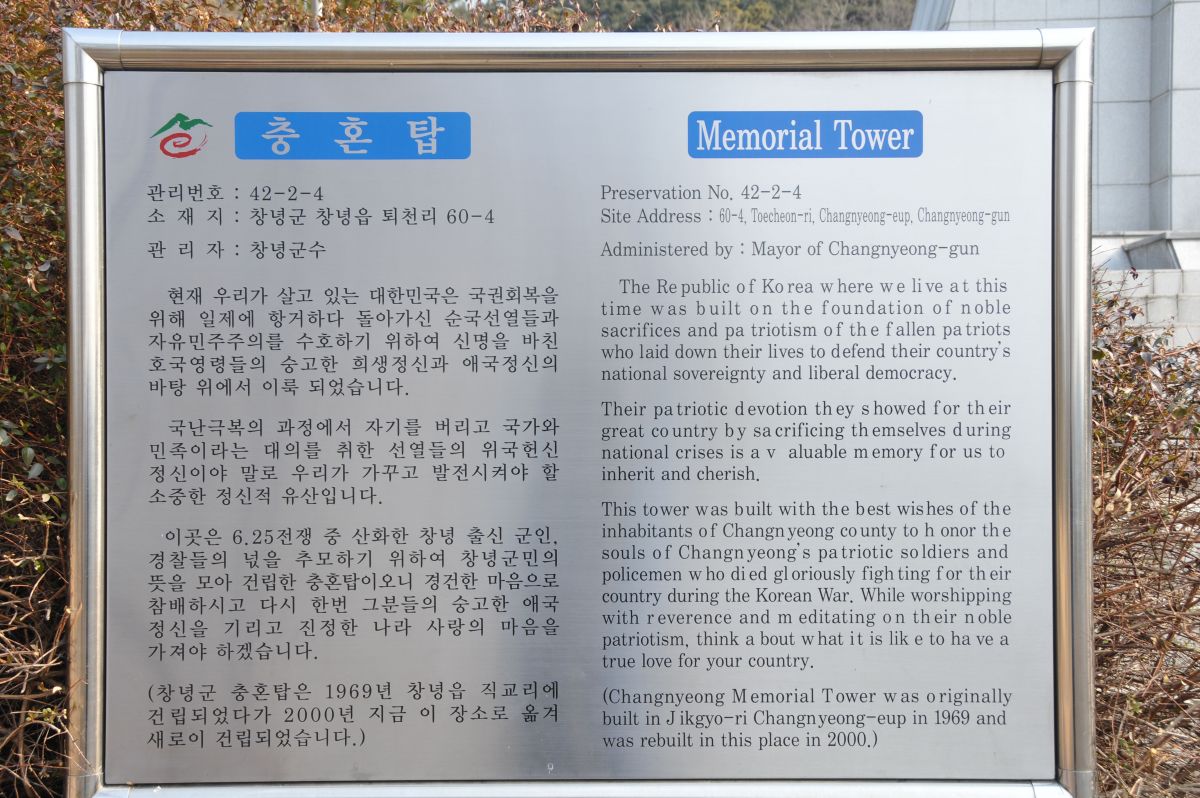 충혼탑
관리번호 : 42-2-4
소 재 지 : 창녕군 창녕읍 퇴천리 60-4
관 리 자 : 창녕군수
현재 우리가 살고 있는 대한민국은 국권회복을
위해 일제에 항거하다 돌아가신 순국선열들과
자유민주주의를 수호하기 위하여 신명을 바친
호국영령들의 숭고한 희생정신과 애국정신의
바탕 위에서 이룩 되었습니다.
국난극복의 과정에서 자기를 버리고 국가와
민족이라는 대의를 취한 선열들의 위국헌신
정신이야 말로 우리가 가꾸고 발전시켜야 할
소중한 정신적 유산입니다.
이곳은 6.25전쟁 중 산화한 창녕 출신 군인,
경찰들의 넋을 추모하기 위하여 창녕군민의
뜻을 모아 건립한 충혼탑이오니 경건한 마음으로
참배하시고 다시 한번 그분들의 숭고한 애국
정신을 기리고 진정한 나라 사랑의 마음을
가져야 하겠습니다.
(창녕군 충혼탑은 1969년 창녕읍 직교리에
건립되었다가 2000년 지금 이 장소로 옮겨
새로이 건립되었습니다.)
Memorial Tower
Preservation No. 42-2-4
Site Address : 60-4, Toecheon-ri, Changnyeong-eup, Changnyeong-gun
Administered by : Mayor of Changnyeong-gun
The Republic of Korea where we live at this
time was built on the foundation of noble
sacrifices and patriotism of the fallen patriots
who laid down their lives to defend their country's
national sovereignty and liberal democracy.
Their patriotic devotion they showed for their
great country by sacrificing themselves during
national crises is a valuable memory for us to
inherit and cherish.
This tower was built with the best wishes of the
inhabitants of Changnyeong county to honor the
souls of Changnyeong's patriotic soldiers and
policemen who died gloriously fighting for their
country during the Korean War. While worshipping
with reverence and meditating on their noble
patriotism, think about what it is like to have a
true love for your country.
(Changnyeong Memorial Tower was originally
built in Jikgyo-ri Changnyeong-eup in 1969 and
was rebuilt in this place in 2000.)